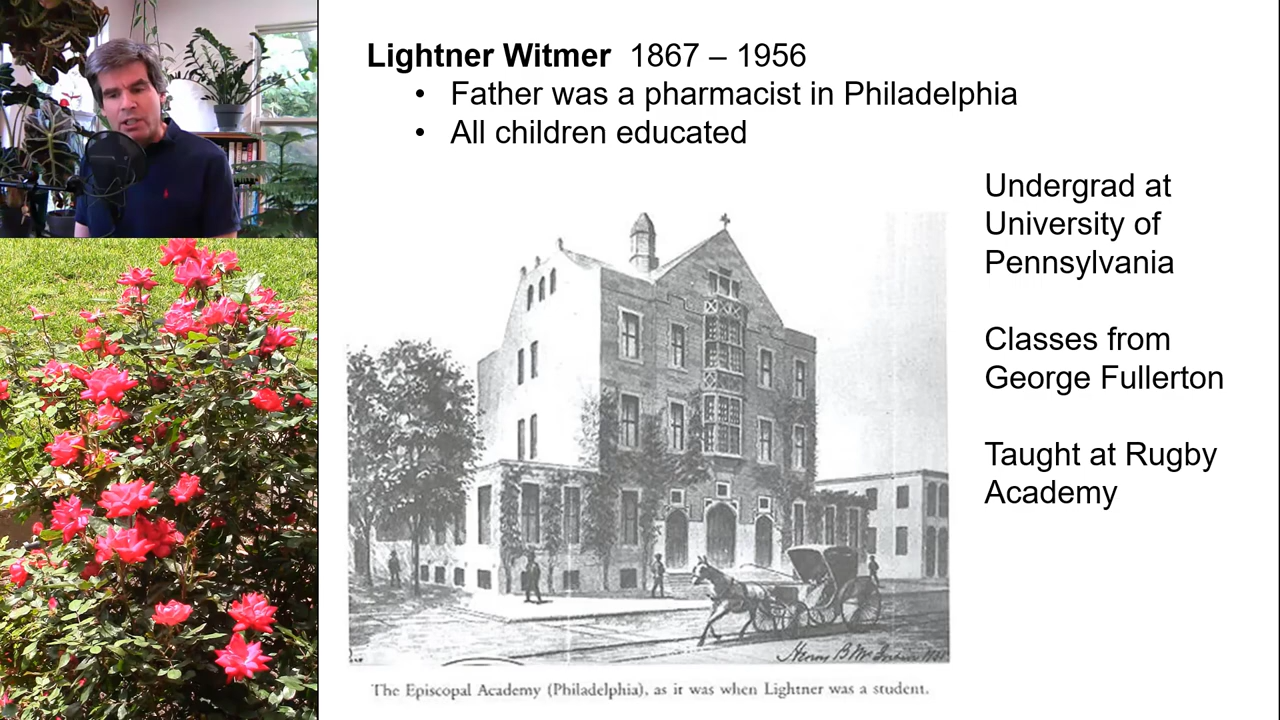 Lightner Witmer 1867 – 1956
• Father was a pharmacist in Philadelphia
• All children educated
Undergrad at
University of
Pennsylvania
Classes from
George Fullerton
Taught at Rugby
Academy
Henry B
The Episcopal Academy (Philadelphia), as it was when Lightner was a student.